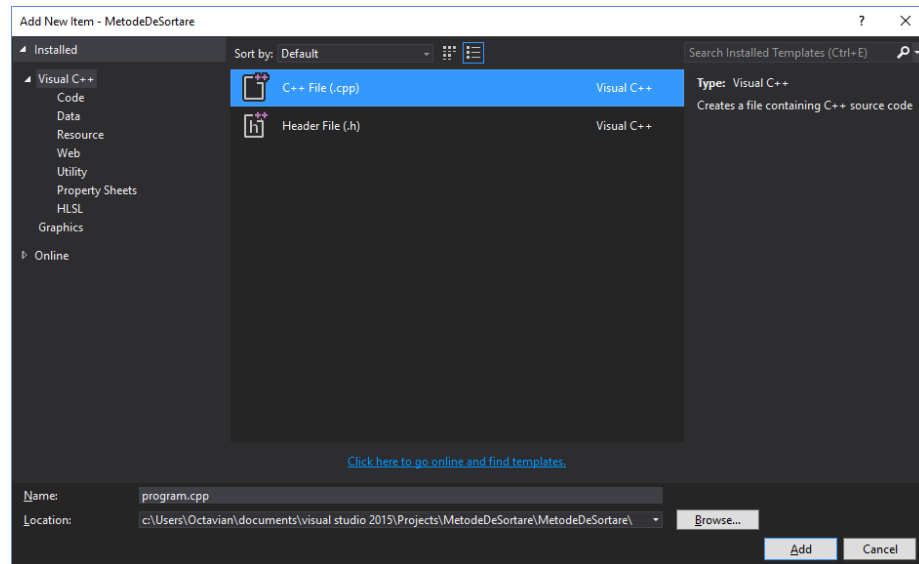 Add New Item - MetodeDeSortare ?
Installed
Sort by: Default
Search Installed Templates (Ctrl+E)
Visual C++
Code
Data
Resource
Web
Utility
Property Sheets
HLSL
Graphics
Online
C++ File (.cpp) Visual C++
Header File (.h) Visual C++
Type: Visual C++
Creates a file containing C++ source code
Click here to go online and find templates.
Name: program.cpp
Location: c:\Users\Octavian\documents\visual studio 2015\Projects\MetodeDeSortare\MetodeDeSortare\ Browse...
Add Cancel